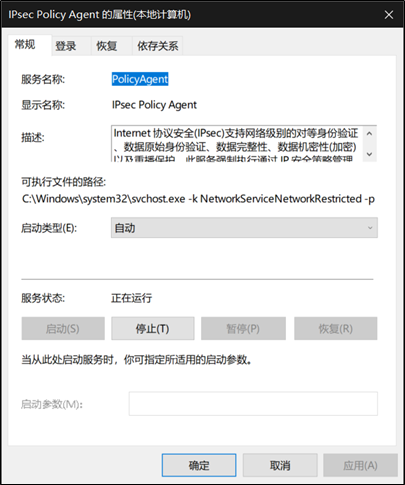 IPsec Policy Agent 的属性(本地计算机)
常规 登录 恢复 依存关系
服务名称: PolicyAgent
显示名称: IPsec Policy Agent
描述: Internet 协议安全(IPsec)支持网络级别的对等身份验证
、数据原始身份验证、数据完整性、数据机密性(加密)
以及重播保护。此服务强制执行通过 IP 安全策略管理
可执行文件的路径:
C:\Windows\system32\svchost.exe -k NetworkServiceNetworkRestricted -p
启动类型(E): 自动
服务状态: 正在运行
启动(S) 停止(T) 暂停(P) 恢复(R)
当从此处启动服务时，你可指定所适用的启动参数。
启动参数(M):
确定 取消 应用(A)